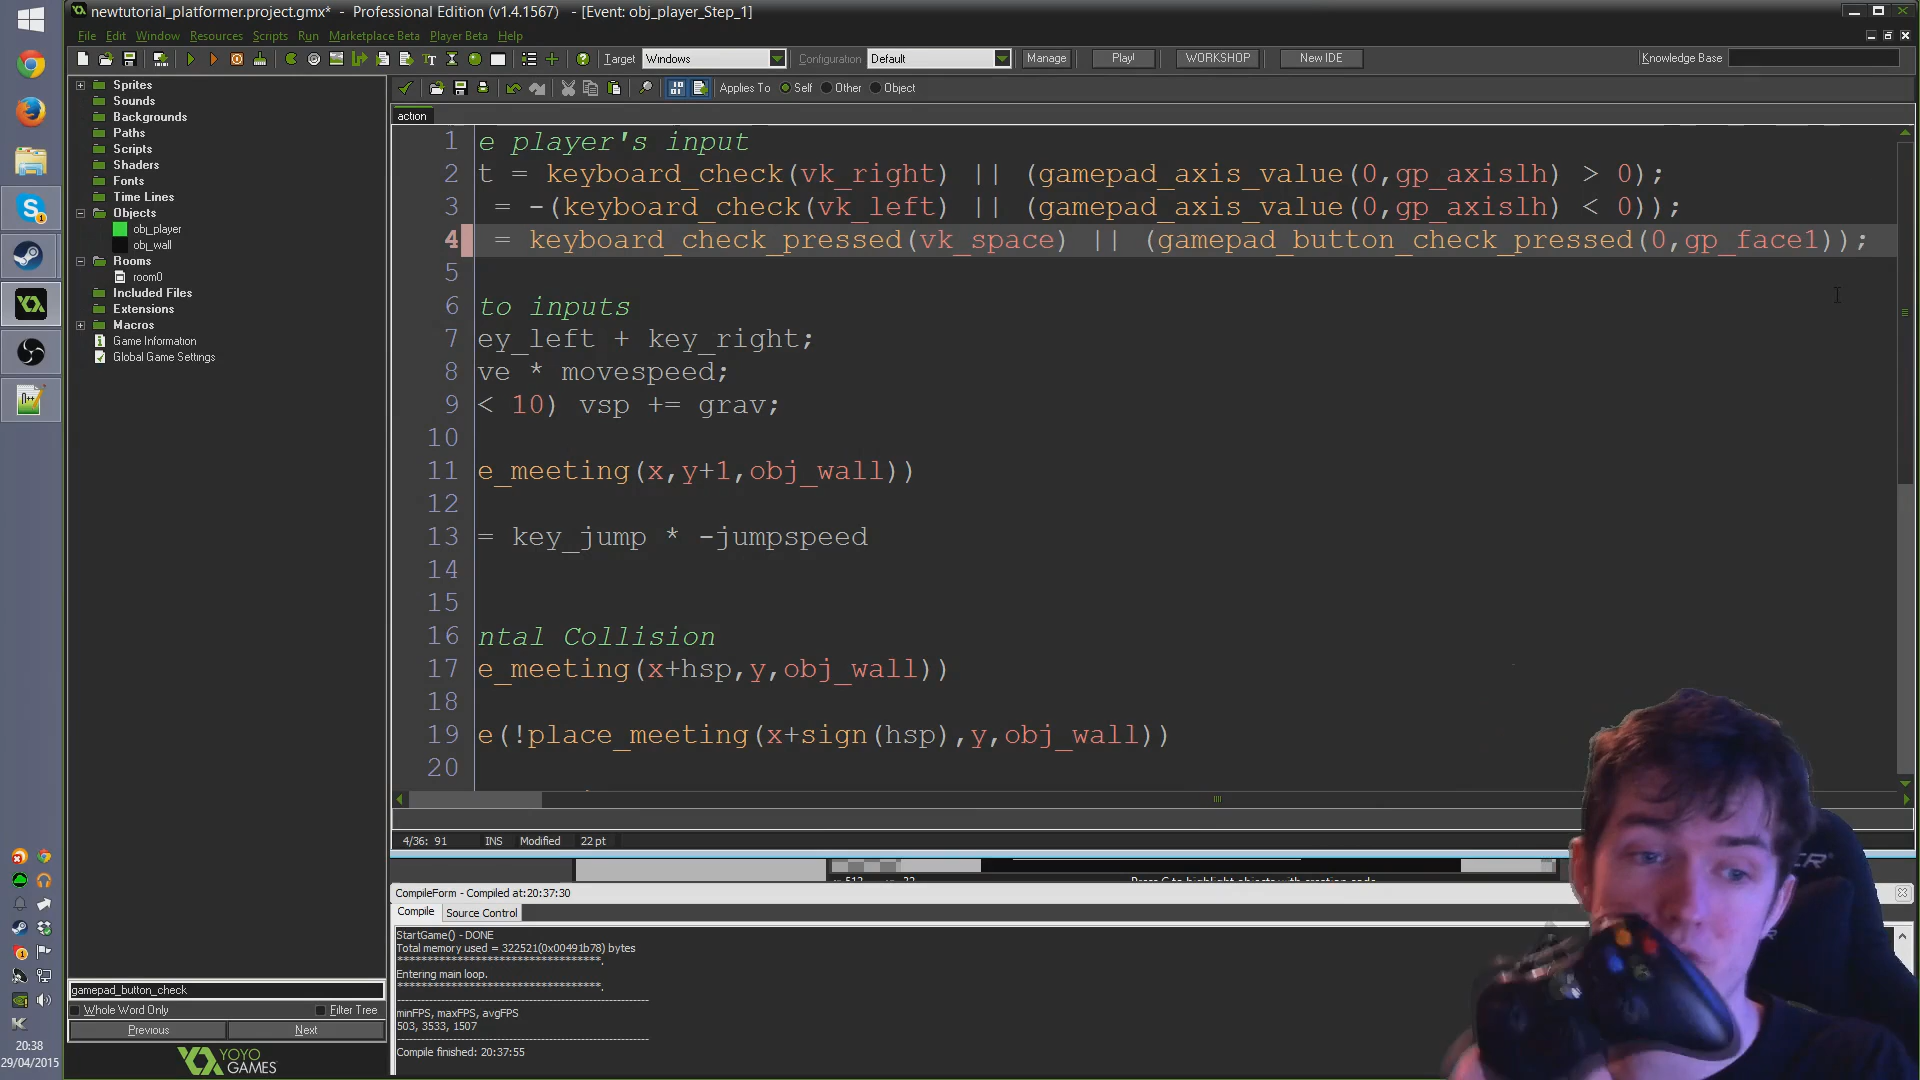 newtutorial_platformer.project.gmx* - Professional Edition (v1.4.1567) - [Event: obj_player_Step_1]
File Edit Window Resources Scripts Run Marketplace Beta Player Beta Help
Target Windows Configuration Default Manage Play! WORKSHOP New IDE Knowledge Base
Applies To Self Other Object
action
Sprites
Sounds
Backgrounds
Paths
Scripts
Shaders
Fonts
Time Lines
Objects
obj_player
obj_wall
Rooms
room0
Included Files
Extensions
Macros
Game Information
Global Game Settings
1 e player's input
2 t = keyboard_check(vk_right) || (gamepad_axis_value(0,gp_axislh) > 0);
3 = -(keyboard_check(vk_left) || (gamepad_axis_value(0,gp_axislh) < 0));
4 = keyboard_check_pressed(vk_space) || (gamepad_button_check_pressed(0,gp_face1));
5
6 to inputs
7 ey_left + key_right;
8 ve * movespeed;
9 < 10) vsp += grav;
10
11 e_meeting(x,y+1,obj_wall))
12
13 = key_jump * -jumpspeed
14
15
16 ntal Collision
17 e_meeting(x+hsp,y,obj_wall))
18
19 e(!place_meeting(x+sign(hsp),y,obj_wall))
20
4/36: 91 INS Modified 22 pt
CompileForm - Compiled at:20:37:30
Compile Source Control
StartGame() - DONE
Total memory used = 322521(0x00491b78) bytes
***********************************.
Entering main loop.
***********************************.
minFPS, maxFPS, avgFPS
503, 3533, 1507
Compile finished: 20:37:55
gamepad_button_check
Whole Word Only Filter Tree
Previous Next
YOYO
GAMES
20:38
29/04/2015